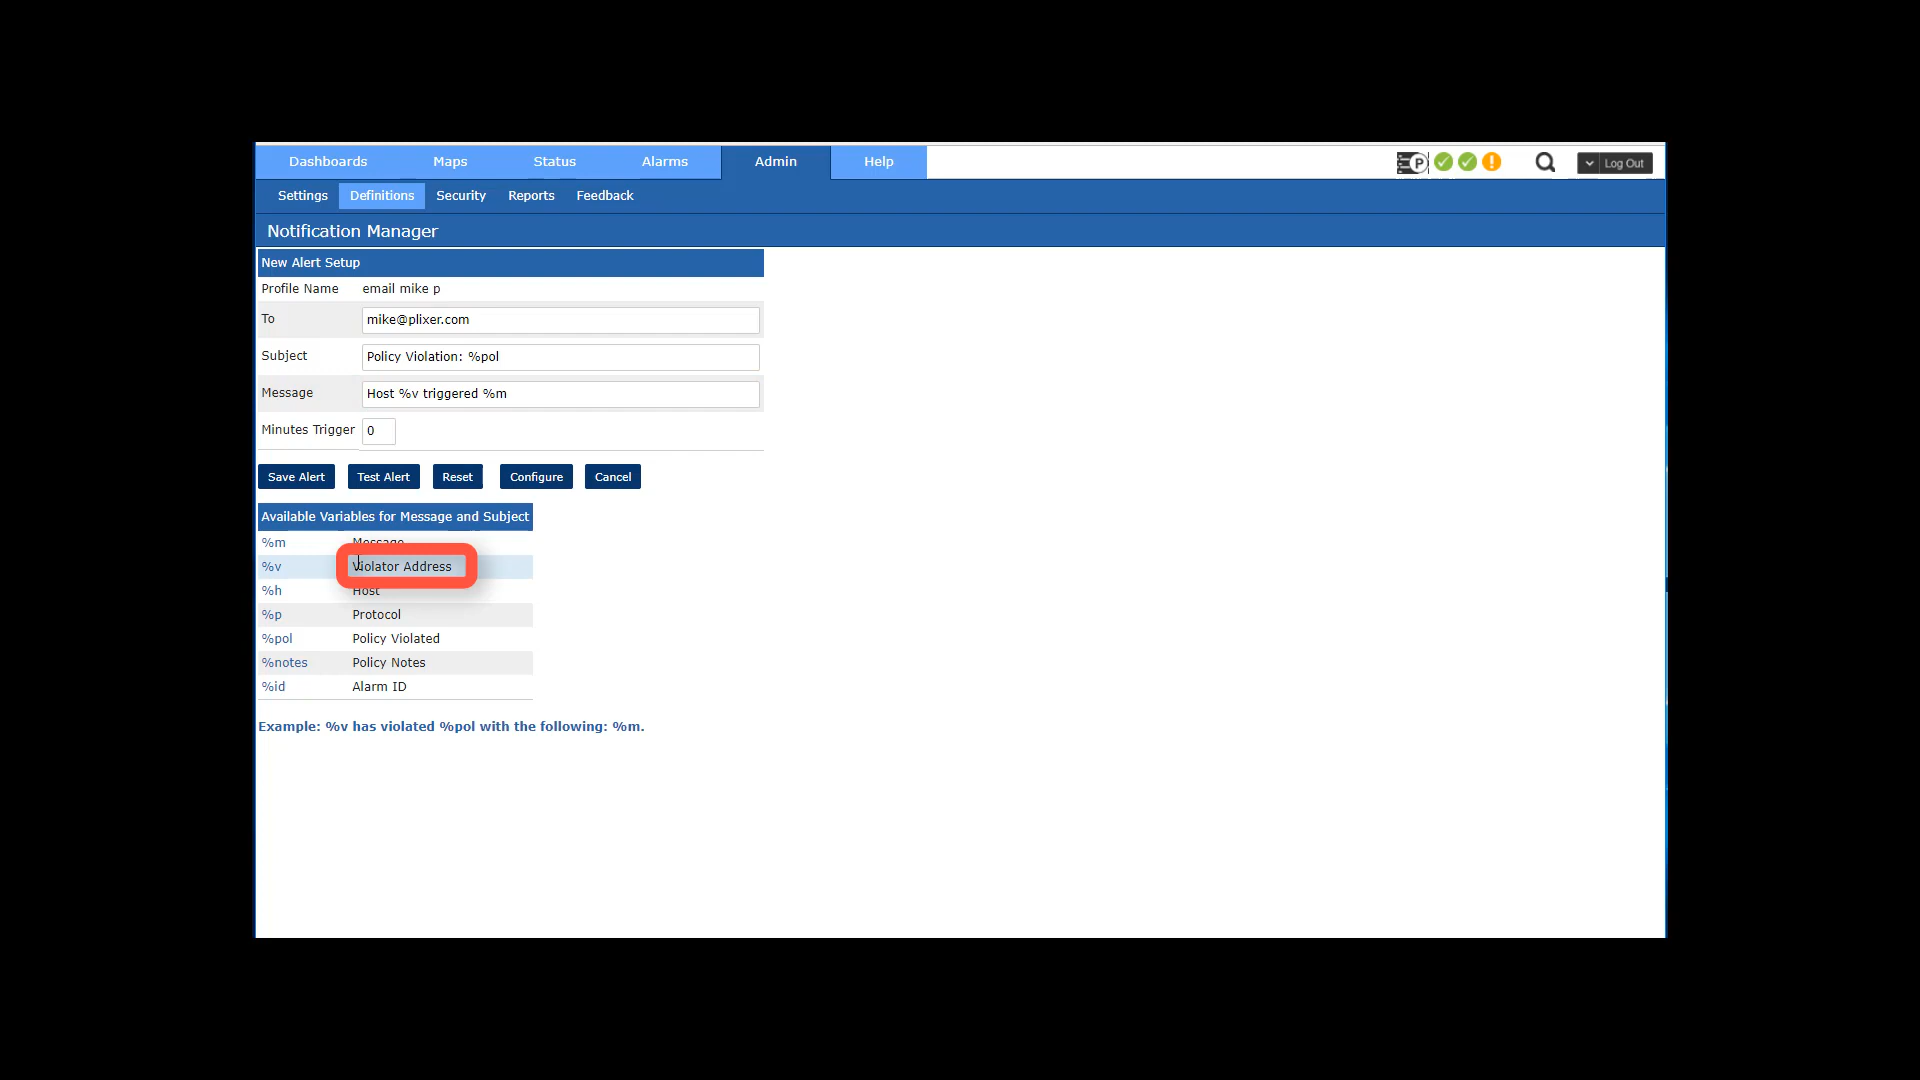 Dashboards Maps Status Alarms Admin Help P Log Out
Settings Definitions Security Reports Feedback
Notification Manager
New Alert Setup
Profile Name email mike p
To mike@plixer.com
Subject Policy Violation: %pol
Message Host %v triggered %m
Minutes Trigger 0
Save Alert Test Alert Reset Configure Cancel
Available Variables for Message and Subject
%m Message
%v Violator Address
%h Host
%p Protocol
%pol Policy Violated
%notes Policy Notes
%id Alarm ID
Example: %v has violated %pol with the following: %m.